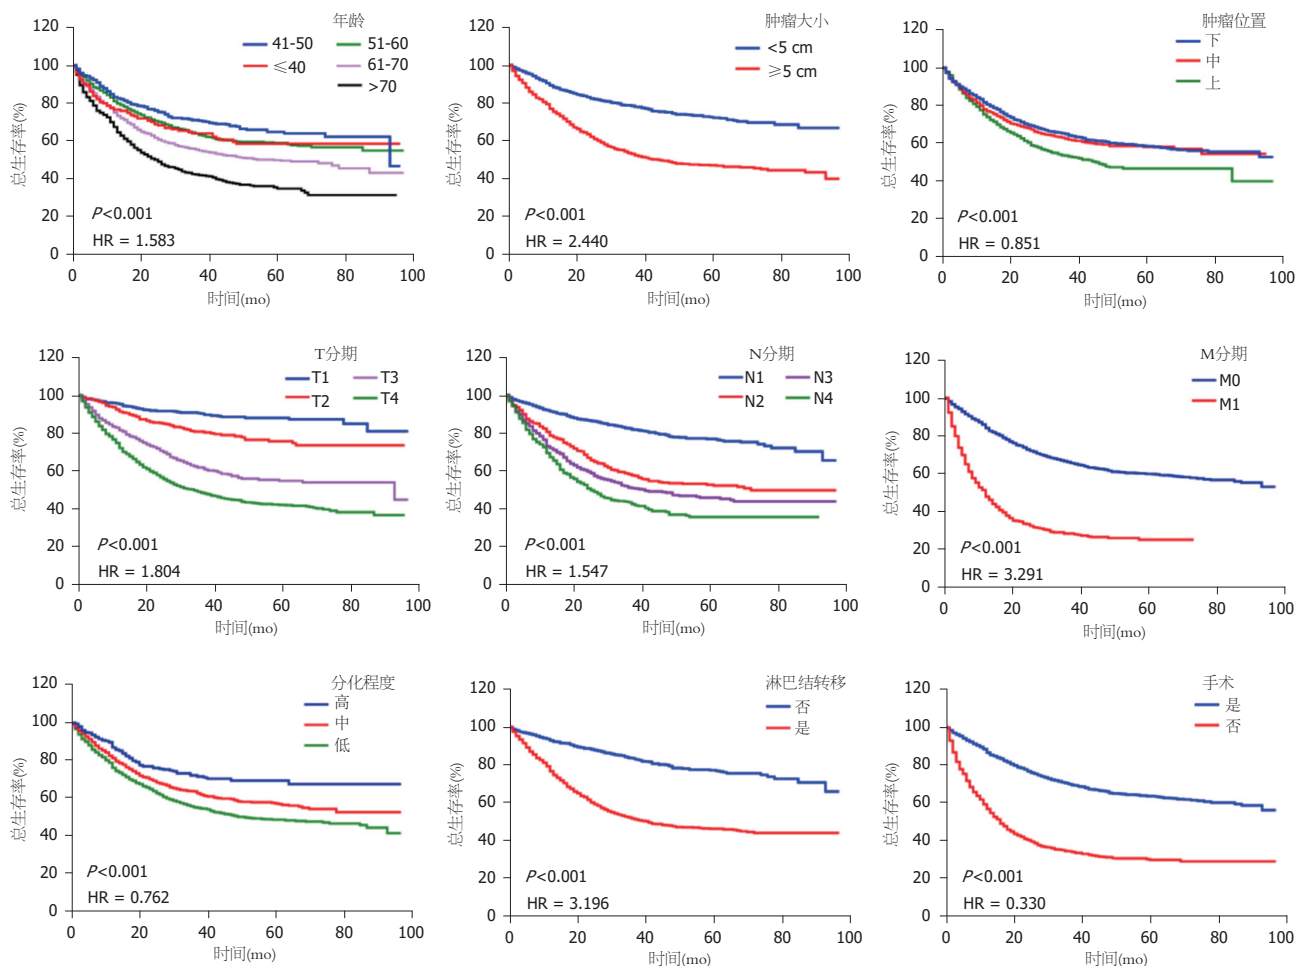 年龄
41-50 51-60
≤40 61-70
>70
120
100
80
60
40
20
0
总生存率(%)
P<0.001
HR = 1.583
0 20 40 60 80 100
时间(mo)
肿瘤大小
<5 cm
≥5 cm
120
100
80
60
40
20
0
总生存率(%)
P<0.001
HR = 2.440
0 20 40 60 80 100
时间(mo)
肿瘤位置
下
中
上
120
100
80
60
40
20
0
总生存率(%)
P<0.001
HR = 0.851
0 20 40 60 80 100
时间(mo)
T分期
T1 T3
T2 T4
120
100
80
60
40
20
0
总生存率(%)
P<0.001
HR = 1.804
0 20 40 60 80 100
时间(mo)
N分期
N1 N3
N2 N4
120
100
80
60
40
20
0
总生存率(%)
P<0.001
HR = 1.547
0 20 40 60 80 100
时间(mo)
M分期
M0
M1
120
100
80
60
40
20
0
总生存率(%)
P<0.001
HR = 3.291
0 20 40 60 80 100
时间(mo)
分化程度
高
中
低
120
100
80
60
40
20
0
总生存率(%)
P<0.001
HR = 0.762
0 20 40 60 80 100
时间(mo)
淋巴结转移
否
是
120
100
80
60
40
20
0
总生存率(%)
P<0.001
HR = 3.196
0 20 40 60 80 100
时间(mo)
手术
是
否
120
100
80
60
40
20
0
总生存率(%)
P<0.001
HR = 0.330
0 20 40 60 80 100
时间(mo)